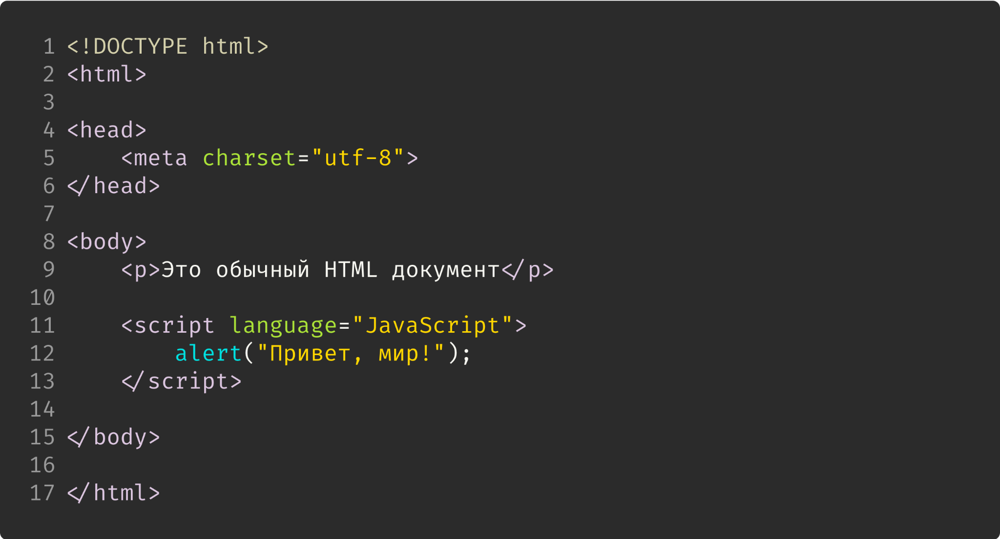 1 <!DOCTYPE html>
2 <html>
3
4 <head>
5     <meta charset="utf-8">
6 </head>
7
8 <body>
9     <p>Это обычный HTML документ</p>
10
11     <script language="JavaScript">
12         alert("Привет, мир!");
13     </script>
14
15 </body>
16
17 </html>